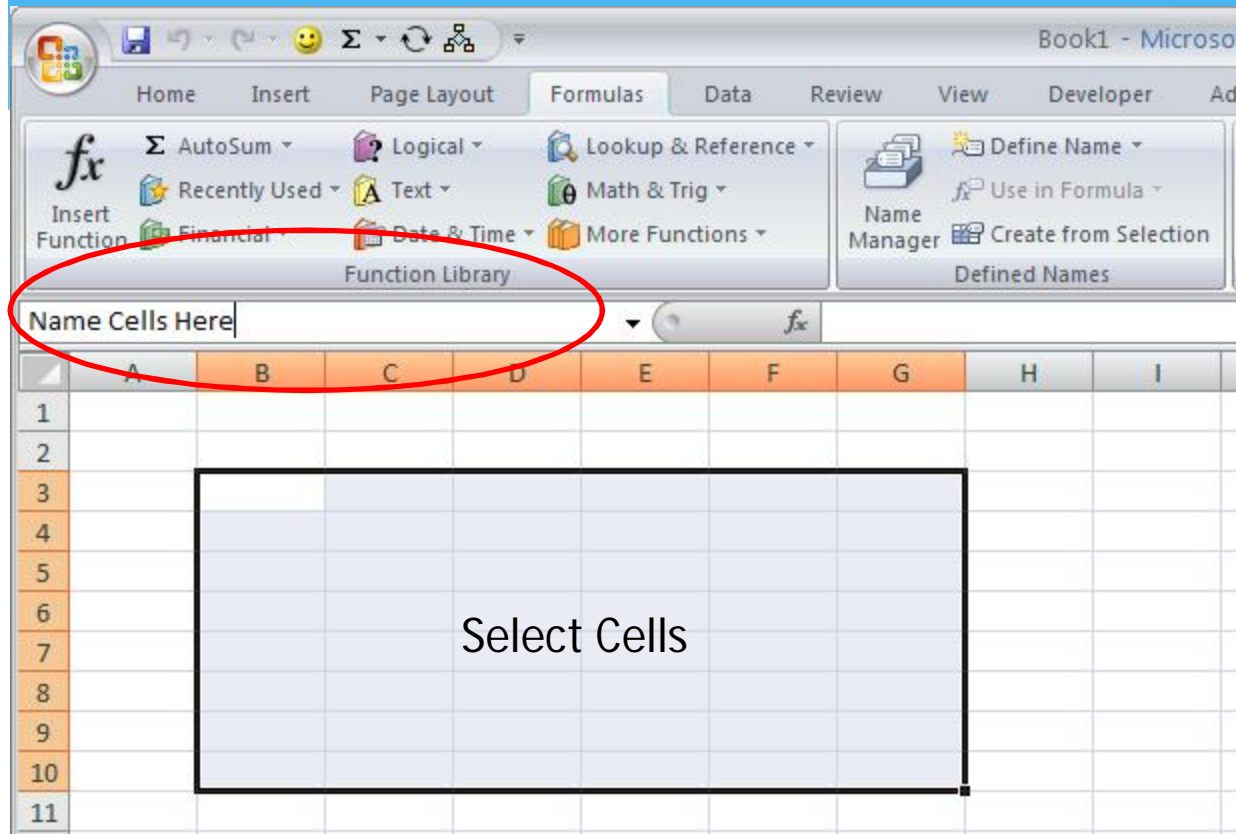 Book1 - Microso
Home Insert Page Layout Formulas Data Review View Developer Ad
fx Σ AutoSum Logical Lookup & Reference Define Name
Recently Used Text Math & Trig fx Use in Formula
Insert Function Financial Date & Time More Functions Name Manager Create from Selection
Function Library Defined Names
Name Cells Here fx
A B C D E F G H I
1
2
3
4
5
6
Select Cells
7
8
9
10
11